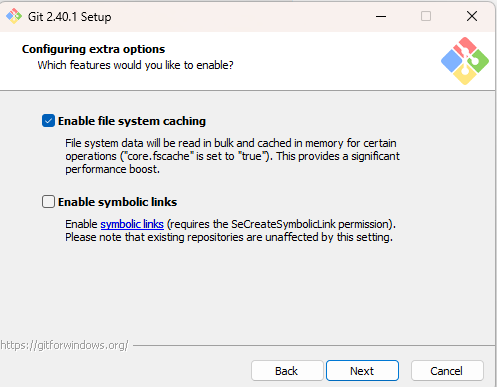 Git 2.40.1 Setup
Configuring extra options
Which features would you like to enable?
Enable file system caching
File system data will be read in bulk and cached in memory for certain
operations ("core.fscache" is set to "true"). This provides a significant
performance boost.
Enable symbolic links
Enable symbolic links (requires the SeCreateSymbolicLink permission).
Please note that existing repositories are unaffected by this setting.
https://gitforwindows.org/
Back
Next
Cancel